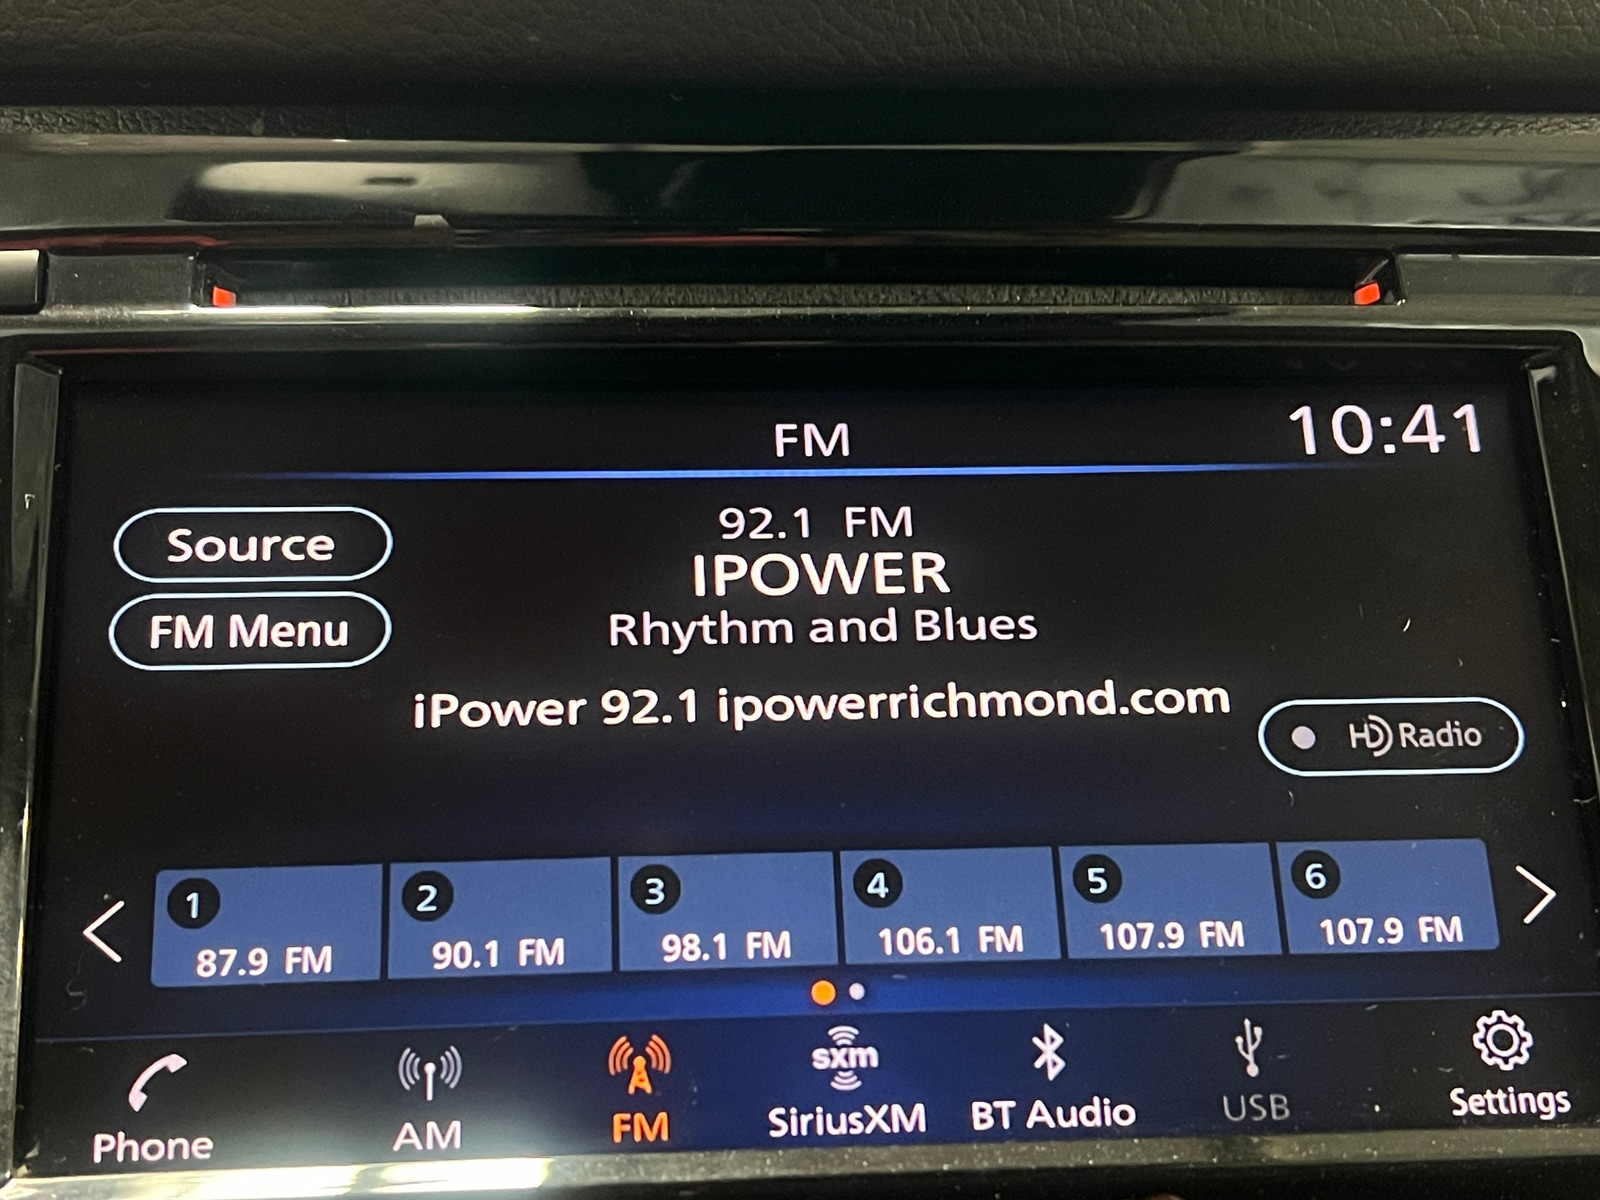 FM
10:41
Source
92.1 FM
IPOWER
FM Menu
Rhythm and Blues
iPower 92.1 ipowerrichmond.com
HD Radio
1
2
3
4
5
6
87.9 FM
90.1 FM
98.1 FM
106.1 FM
107.9 FM
107.9 FM
Phone
AM
FM
sxm
SiriusXM
BT Audio
USB
Settings